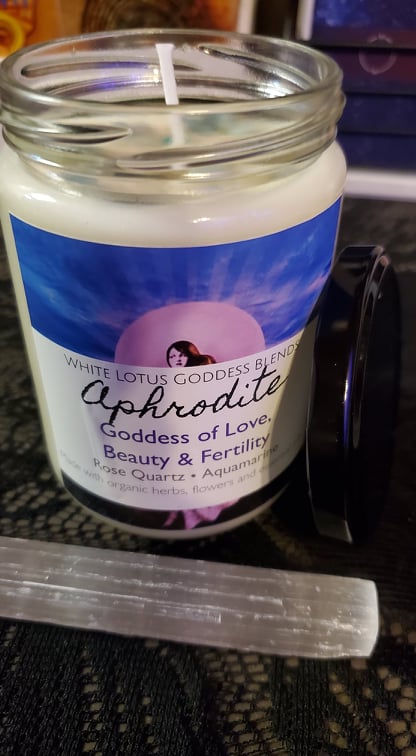 WHITE LOTUS GODDESS BLENDS
Aphrodite
Goddess of Love,
Beauty & Fertility
Rose Quartz • Aquamarine
Made with organic herbs, flowers and